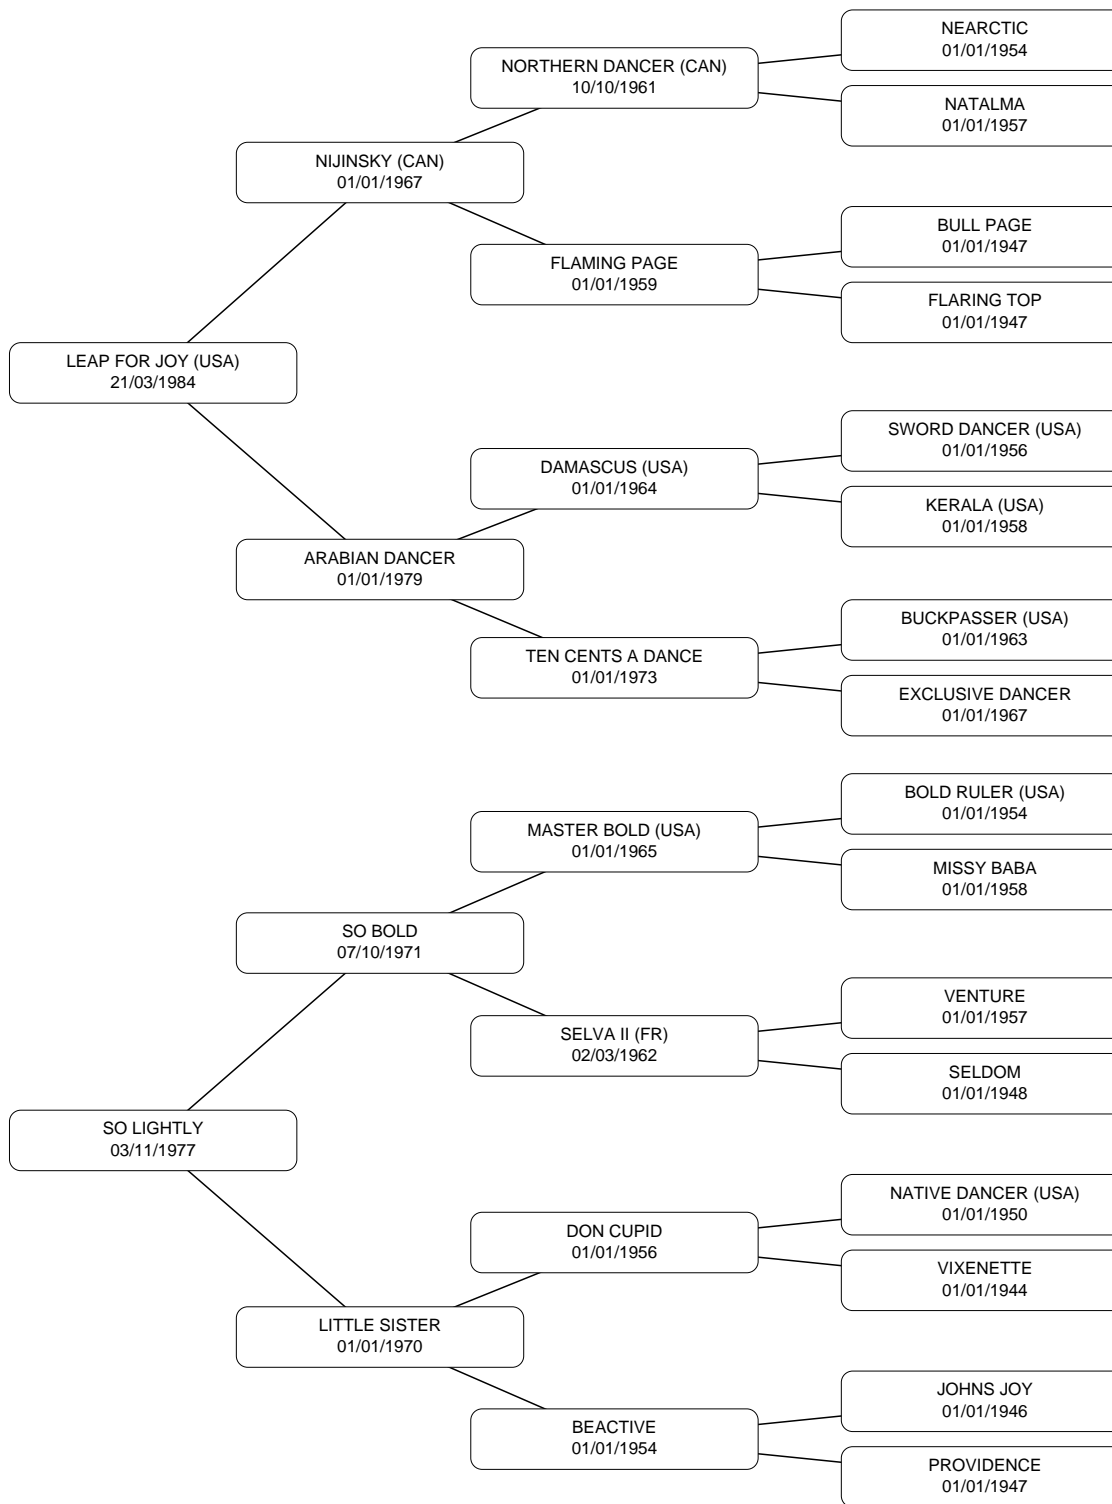 NEARCTIC
01/01/1954
NORTHERN DANCER (CAN)
10/10/1961
NATALMA
01/01/1957
NIJINSKY (CAN)
01/01/1967
BULL PAGE
01/01/1947
FLAMING PAGE
01/01/1959
FLARING TOP
01/01/1947
LEAP FOR JOY (USA)
21/03/1984
SWORD DANCER (USA)
01/01/1956
DAMASCUS (USA)
01/01/1964
KERALA (USA)
01/01/1958
ARABIAN DANCER
01/01/1979
BUCKPASSER (USA)
01/01/1963
TEN CENTS A DANCE
01/01/1973
EXCLUSIVE DANCER
01/01/1967
BOLD RULER (USA)
01/01/1954
MASTER BOLD (USA)
01/01/1965
MISSY BABA
01/01/1958
SO BOLD
07/10/1971
VENTURE
01/01/1957
SELVA II (FR)
02/03/1962
SELDOM
01/01/1948
SO LIGHTLY
03/11/1977
NATIVE DANCER (USA)
01/01/1950
DON CUPID
01/01/1956
VIXENETTE
01/01/1944
LITTLE SISTER
01/01/1970
JOHNS JOY
01/01/1946
BEACTIVE
01/01/1954
PROVIDENCE
01/01/1947